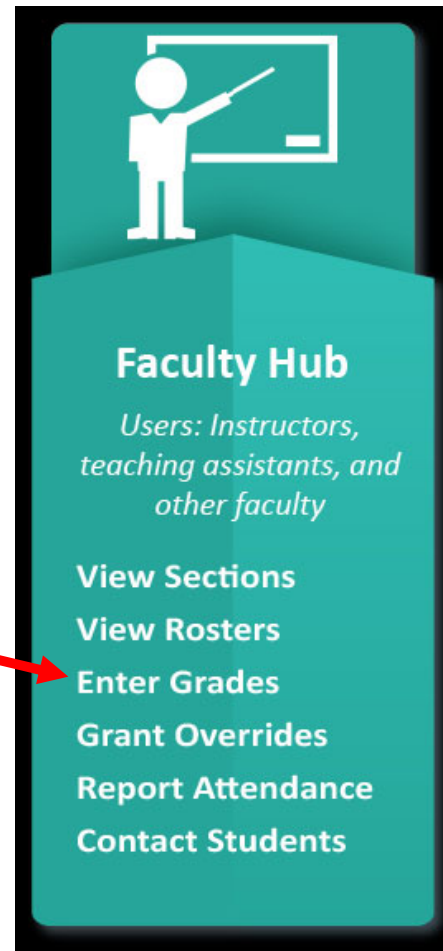 Faculty Hub
Users: Instructors,
teaching assistants, and
other faculty
View Sections
View Rosters
Enter Grades
Grant Overrides
Report Attendance
Contact Students